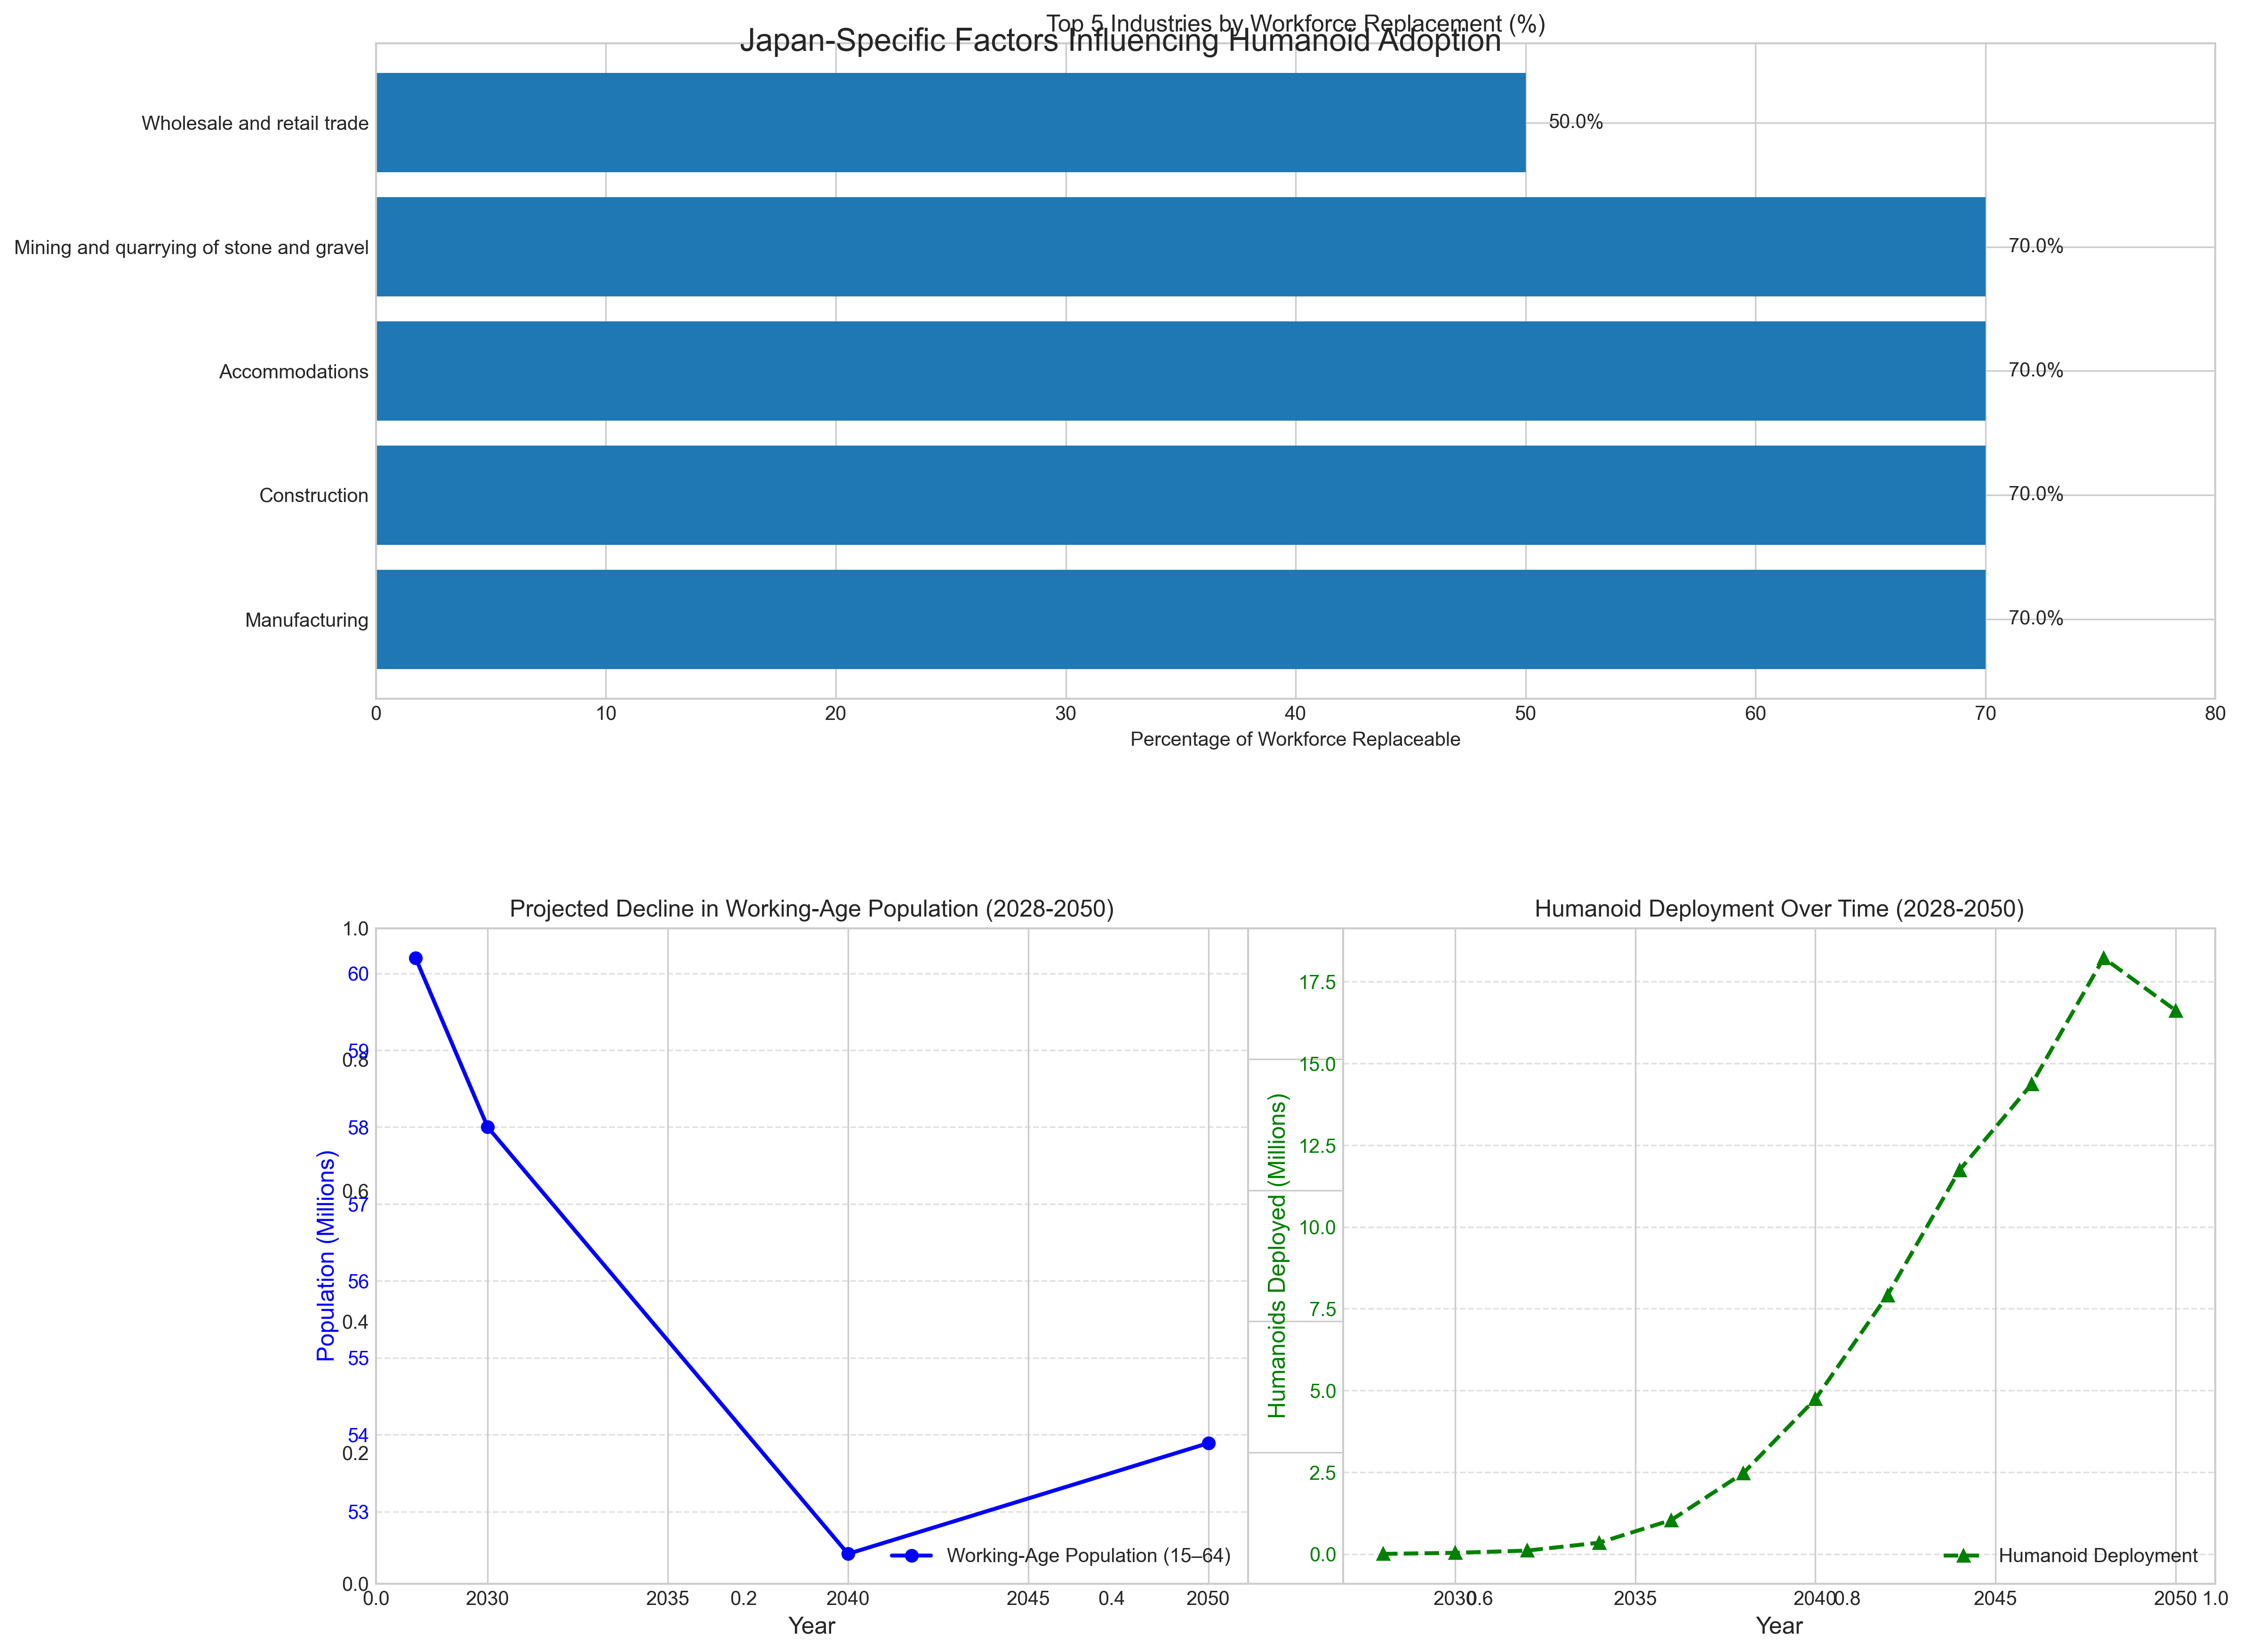 Top 5 Industries by Workforce Replacement (%)
Japan-Specific Factors Influencing Humanoid Adoption
Wholesale and retail trade
50.0%
Mining and quarrying of stone and gravel
70.0%
Accommodations
70.0%
Construction
70.0%
Manufacturing
70.0%
0 10 20 30 40 50 60 70 80
Percentage of Workforce Replaceable
Projected Decline in Working-Age Population (2028-2050)
1.0
60
59
0.8
58
0.6
57
56
0.4
55
54
0.2
53
0.0
Population (Millions)
Working-Age Population (15–64)
0.0 2030 2035 0.2 2040 2045 0.4 2050
Year
Humanoid Deployment Over Time (2028-2050)
17.5
15.0
12.5
10.0
7.5
5.0
2.5
0.0
Humanoids Deployed (Millions)
Humanoid Deployment
2030 0.6 2035 2040 0.8 2045 2050 1.0
Year